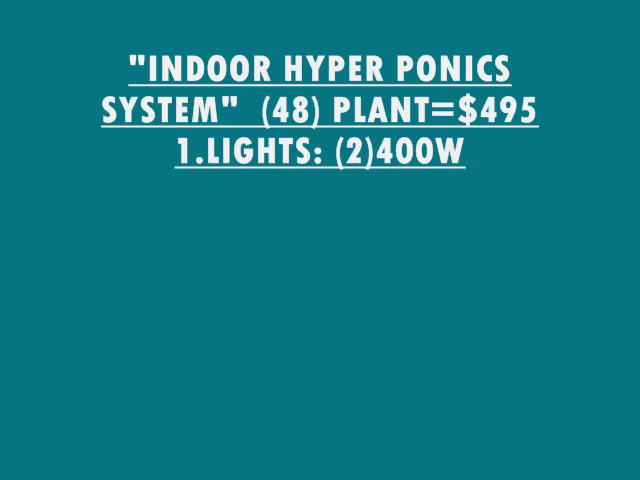 "INDOOR HYPER PONICS
SYSTEM"  (48) PLANT=$495
1.LIGHTS: (2)400W